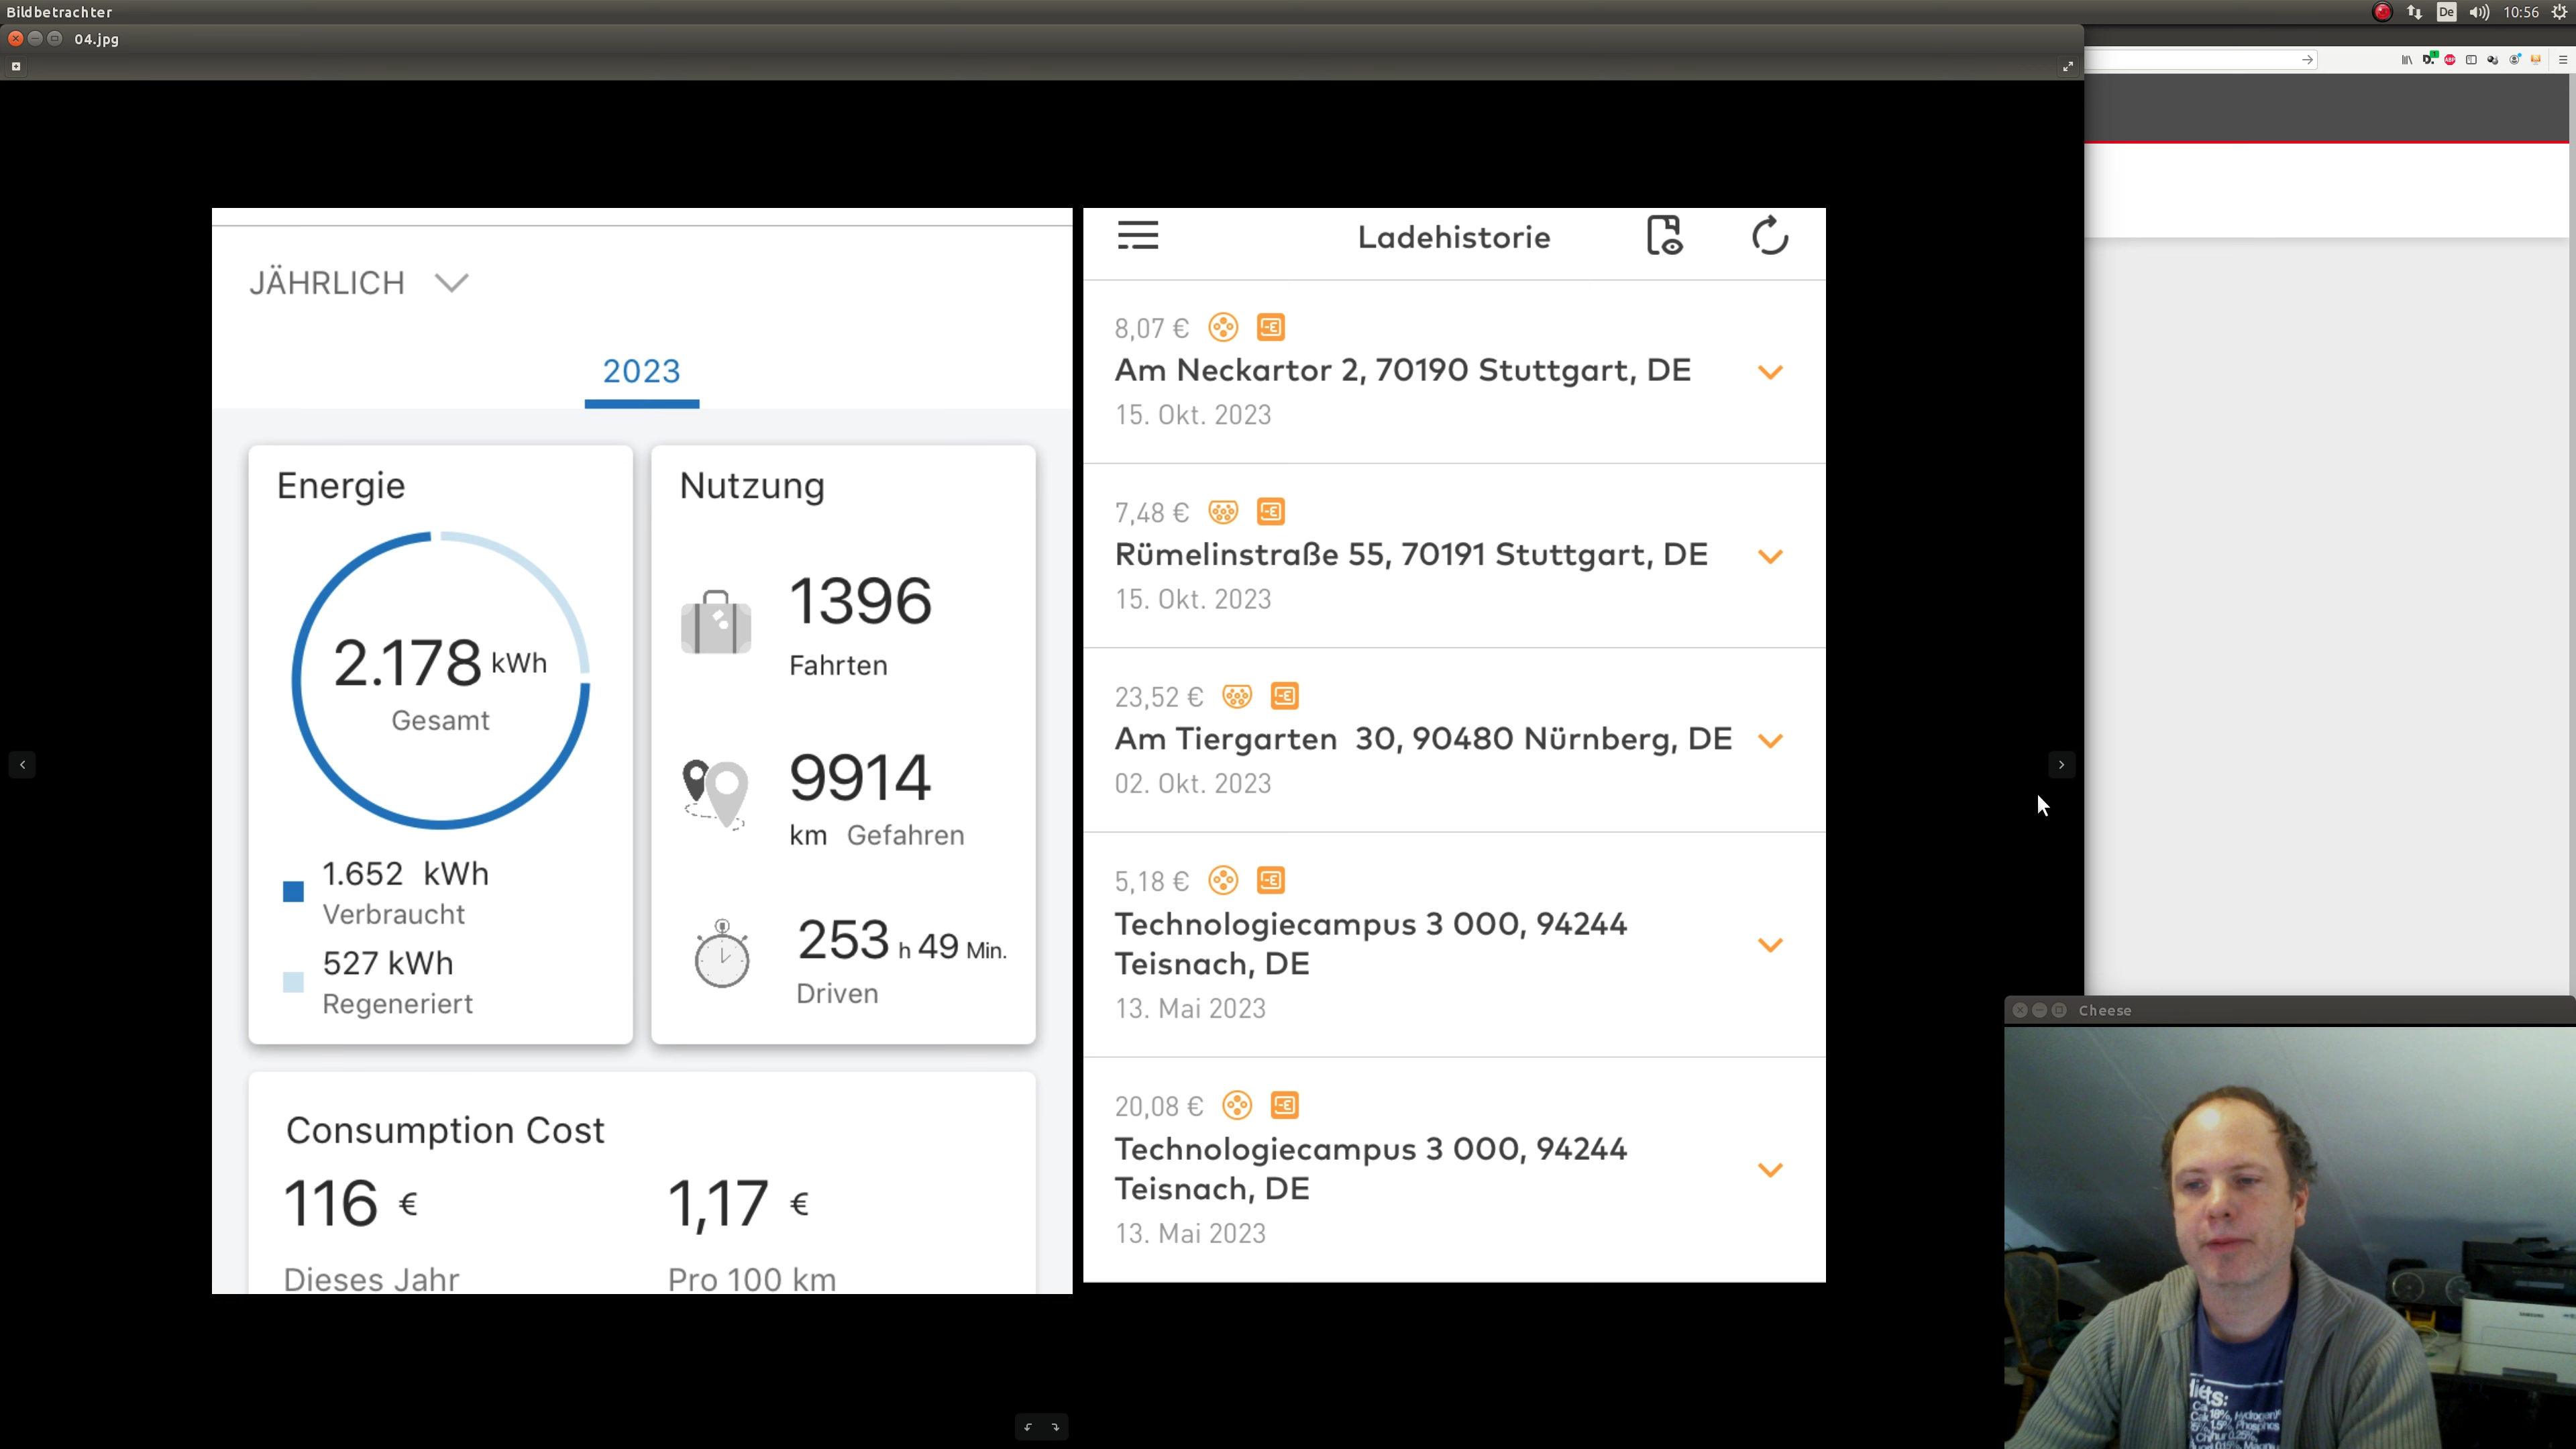 Bildbetrachter
De
10:56
04.jpg
JÄHRLICH
2023
Energie
2.178 kWh
Gesamt
1.652 kWh
Verbraucht
527 kWh
Regeneriert
Nutzung
1396
Fahrten
9914
km Gefahren
253 h 49 Min.
Driven
Consumption Cost
116 €
Dieses Jahr
1,17 €
Pro 100 km
Ladehistorie
8,07 €
Am Neckartor 2, 70190 Stuttgart, DE
15. Okt. 2023
7,48 €
Rümelinstraße 55, 70191 Stuttgart, DE
15. Okt. 2023
23,52 €
Am Tiergarten 30, 90480 Nürnberg, DE
02. Okt. 2023
5,18 €
Technologiecampus 3 000, 94244
Teisnach, DE
13. Mai 2023
20,08 €
Technologiecampus 3 000, 94244
Teisnach, DE
13. Mai 2023
Cheese